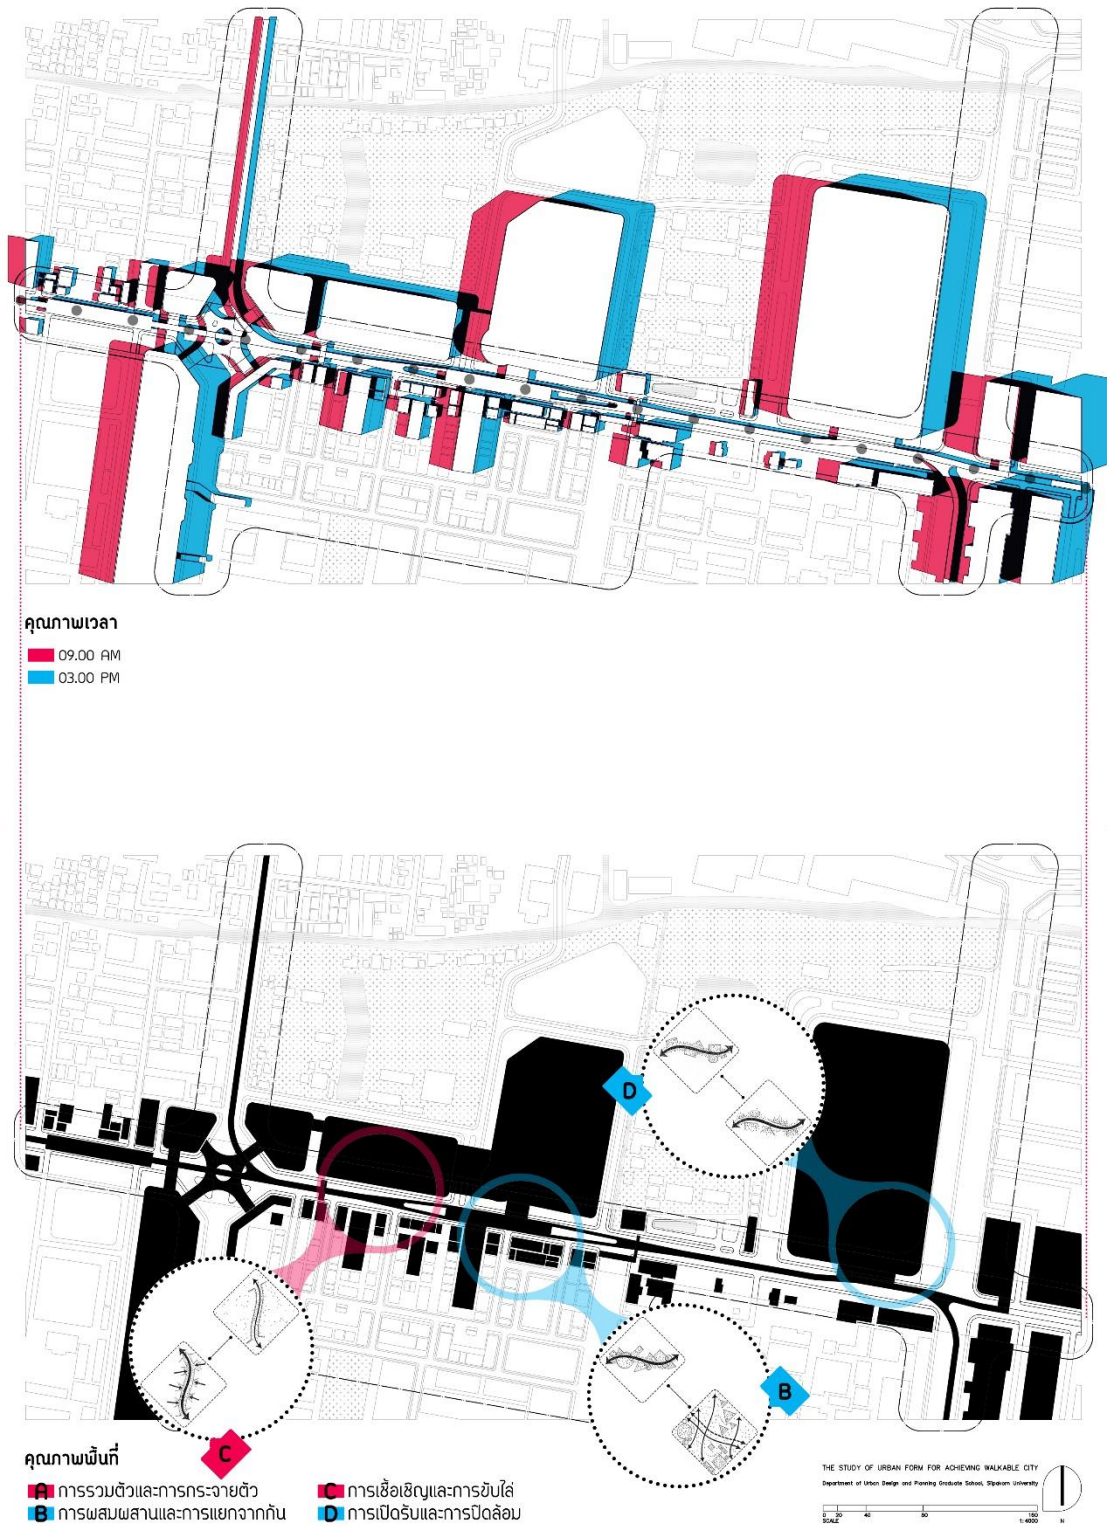 คุณภาพเวลา
09.00 AM
03.00 PM
D
B
C
คุณภาพพื้นที่
A การรวมตัวและการกระจายตัว
B การผสมผสานและการแยกจากกัน
C การเชื้อเชิญและการขับไล่
D การเปิดรับและการปิดล้อม
THE STUDY OF URBAN FORM FOR ACHIEVING WALKABLE CITY
Department of Urban Design and Planning Graduate School, Silpakorn University
0 20 40 80 160
SCALE 1:4000 N